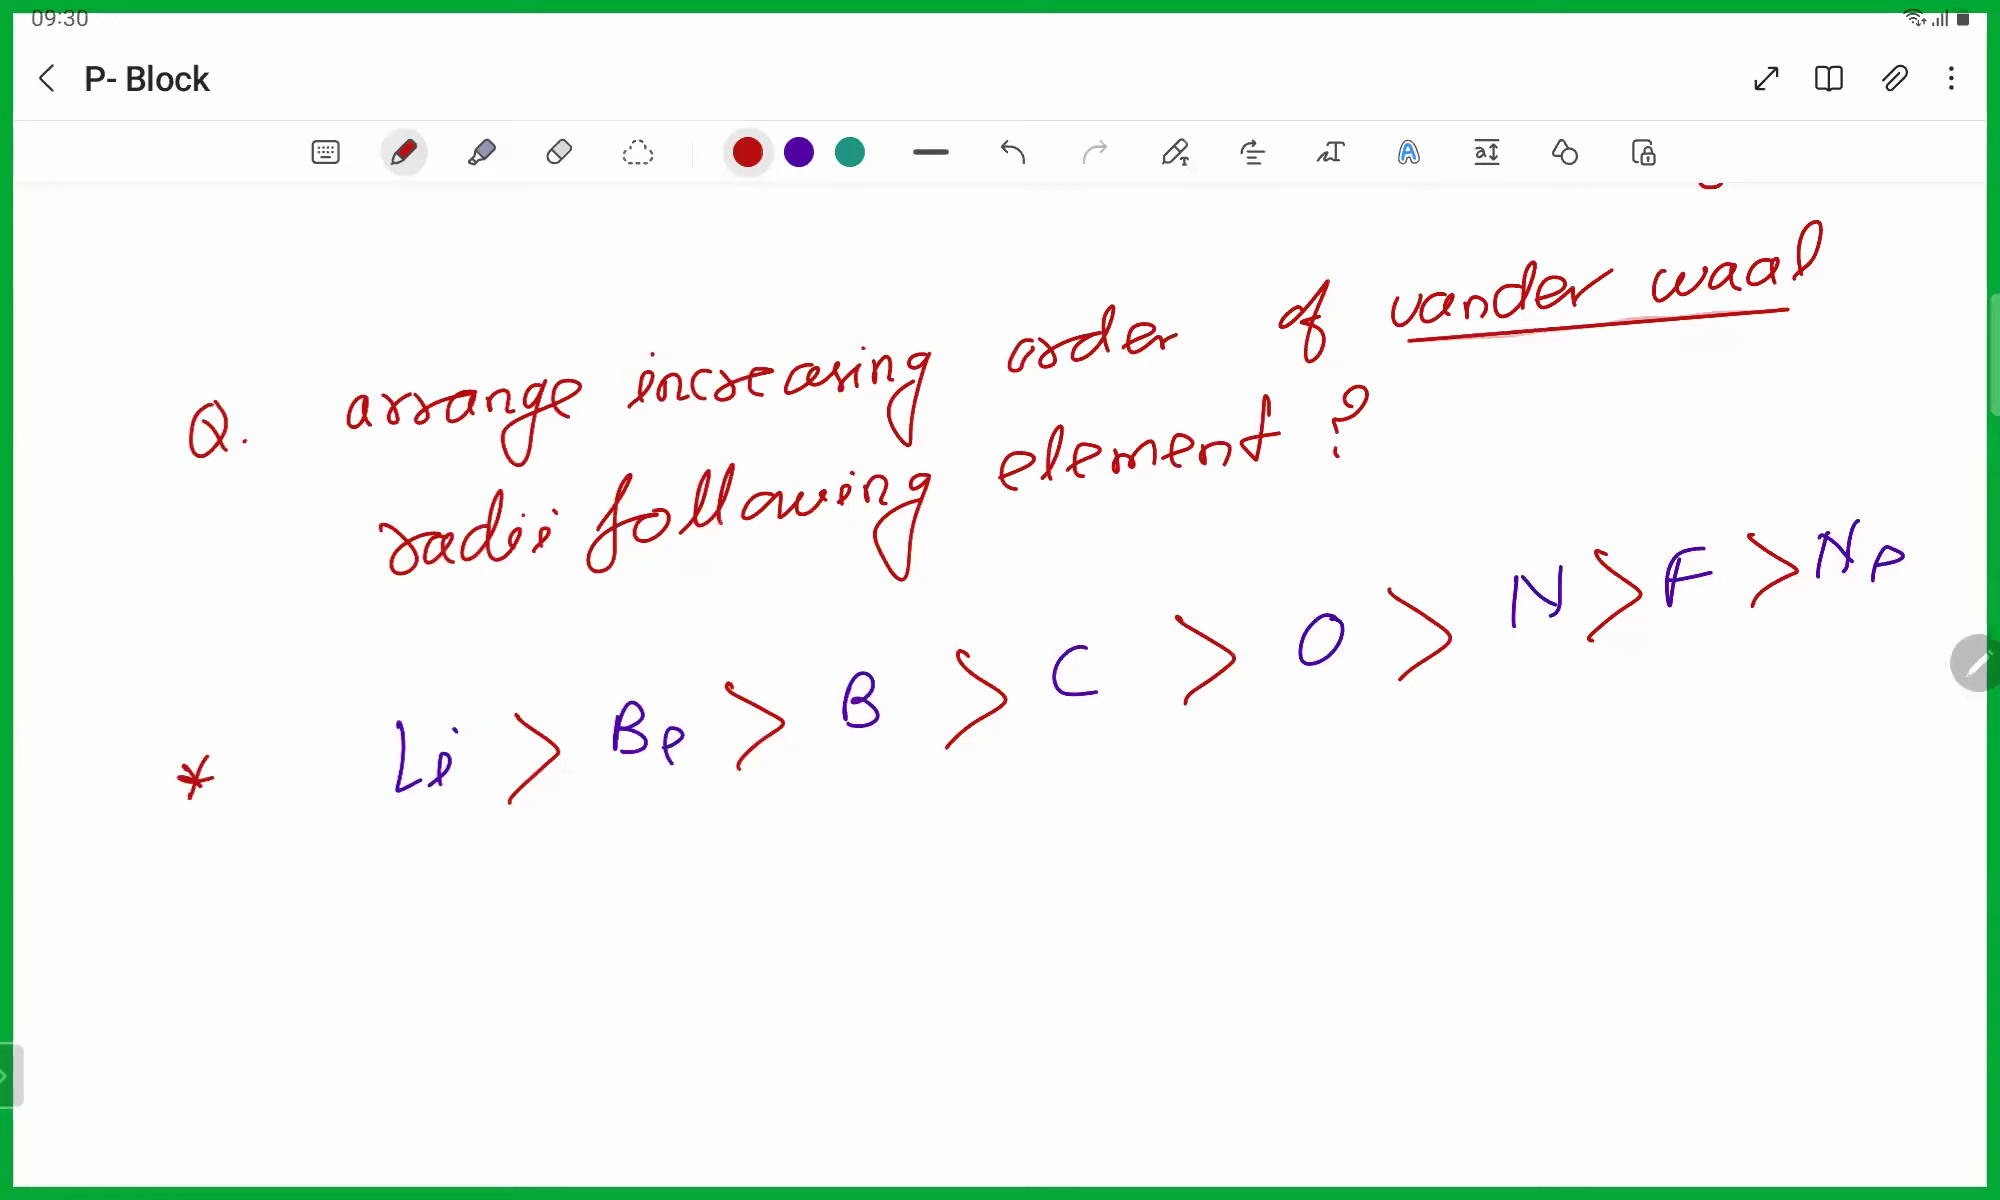 09:30
P- Block
Q. arrange increasing order of vander waal
radii following element ?
* Li > Be > B > C > O > N > F > Ne